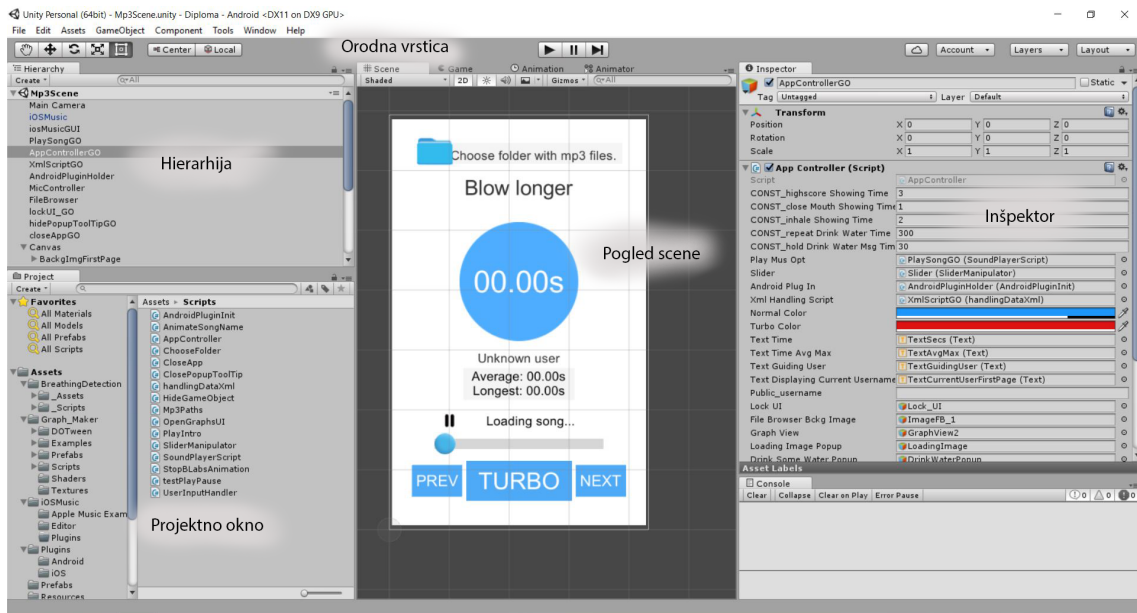 Unity Personal (64bit) - Mp3Scene.unity - Diploma - Android <DX11 on DX9 GPU>
File Edit Assets GameObject Component Tools Window Help
Center Local
Orodna vrstica
Account Layers Layout
Hierarchy
Create All
Mp3Scene
Main Camera
iOSMusic
iosMusicGUI
PlaySongGO
AppControllerGO
XmlScriptGO
AndroidPluginHolder
MicController
FileBrowser
lockUI_GO
hidePopupToolTipGO
closeAppGO
Canvas
BackgImgFirstPage
Hierarhija
Project
Create
Favorites
All Materials
All Models
All Prefabs
All Scripts
Assets
BreathingDetection
_Assets
_Scripts
Graph_Maker
DOTween
Examples
Prefabs
Scripts
Shaders
Textures
iOSMusic
Apple Music Exam
Editor
Plugins
Plugins
Android
iOS
Prefabs
Resources
Assets Scripts
AndroidPluginInit
AnimateSongName
AppController
ChooseFolder
CloseApp
ClosePopupToolTip
handlingDataXml
HideGameObject
Mp3Paths
OpenGraphsUI
PlayIntro
SliderManipulator
SoundPlayerScript
StopBLabsAnimation
testPlayPause
UserInputHandler
Projektno okno
Scene Game Animation Animator
Shaded 2D Gizmos All
Choose folder with mp3 files.
Blow longer
00.00s
Pogled scene
Unknown user
Average: 00.00s
Longest: 00.00s
Loading song...
PREV TURBO NEXT
Inspector
AppControllerGO Static
Tag Untagged Layer Default
Transform
Position X 0 Y 0 Z 0
Rotation X 0 Y 0 Z 0
Scale X 1 Y 1 Z 1
App Controller (Script)
Script AppController
CONST_highscore Showing Time 3
CONST_close Mouth Showing Time 1
CONST_inhale Showing Time 2
CONST_repeat Drink Water Time 300
CONST_hold Drink Water Msg Tim 30
Inšpektor
Play Mus Opt PlaySongGO (SoundPlayerScript)
Slider Slider (SliderManipulator)
Android Plug In AndroidPluginHolder (AndroidPluginInit)
Xml Handling Script XmlScriptGO (handlingDataXml)
Normal Color
Turbo Color
Text Time TextSecs (Text)
Text Time Avg Max TextAvgMax (Text)
Text Guiding User TextGuidingUser (Text)
Text Displaying Current Username TextCurrentUserFirstPage (Text)
Public_username
Lock UI Lock_UI
File Browser Bckg Image ImageFB_1
Graph View GraphView2
Loading Image Popup LoadingImage
Drink Some Water Popup DrinkWaterPopup
Asset Labels
Console
Clear Collapse Clear on Play Error Pause 0 0 0